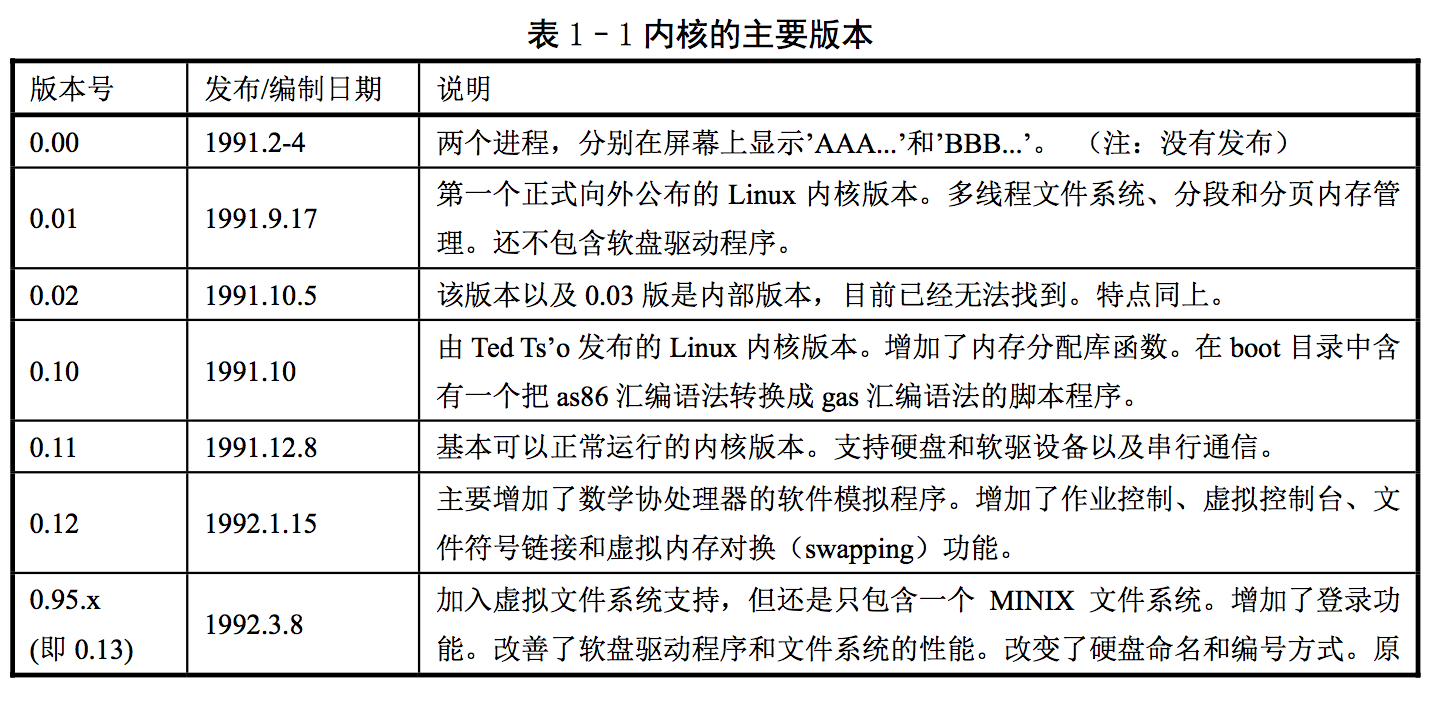 表 1－1 内核的主要版本
版本号 发布/编制日期 说明
0.00 1991.2-4 两个进程，分别在屏幕上显示’AAA...’和’BBB...’。（注：没有发布）
0.01 1991.9.17 第一个正式向外公布的 Linux 内核版本。多线程文件系统、分段和分页内存管
理。还不包含软盘驱动程序。
0.02 1991.10.5 该版本以及 0.03 版是内部版本，目前已经无法找到。特点同上。
0.10 1991.10 由 Ted Ts’o 发布的 Linux 内核版本。增加了内存分配库函数。在 boot 目录中含
有一个把 as86 汇编语法转换成 gas 汇编语法的脚本程序。
0.11 1991.12.8 基本可以正常运行的内核版本。支持硬盘和软驱设备以及串行通信。
0.12 1992.1.15 主要增加了数学协处理器的软件模拟程序。增加了作业控制、虚拟控制台、文
件符号链接和虚拟内存对换（swapping）功能。
0.95.x
(即 0.13) 1992.3.8 加入虚拟文件系统支持，但还是只包含一个 MINIX 文件系统。增加了登录功
能。改善了软盘驱动程序和文件系统的性能。改变了硬盘命名和编号方式。原